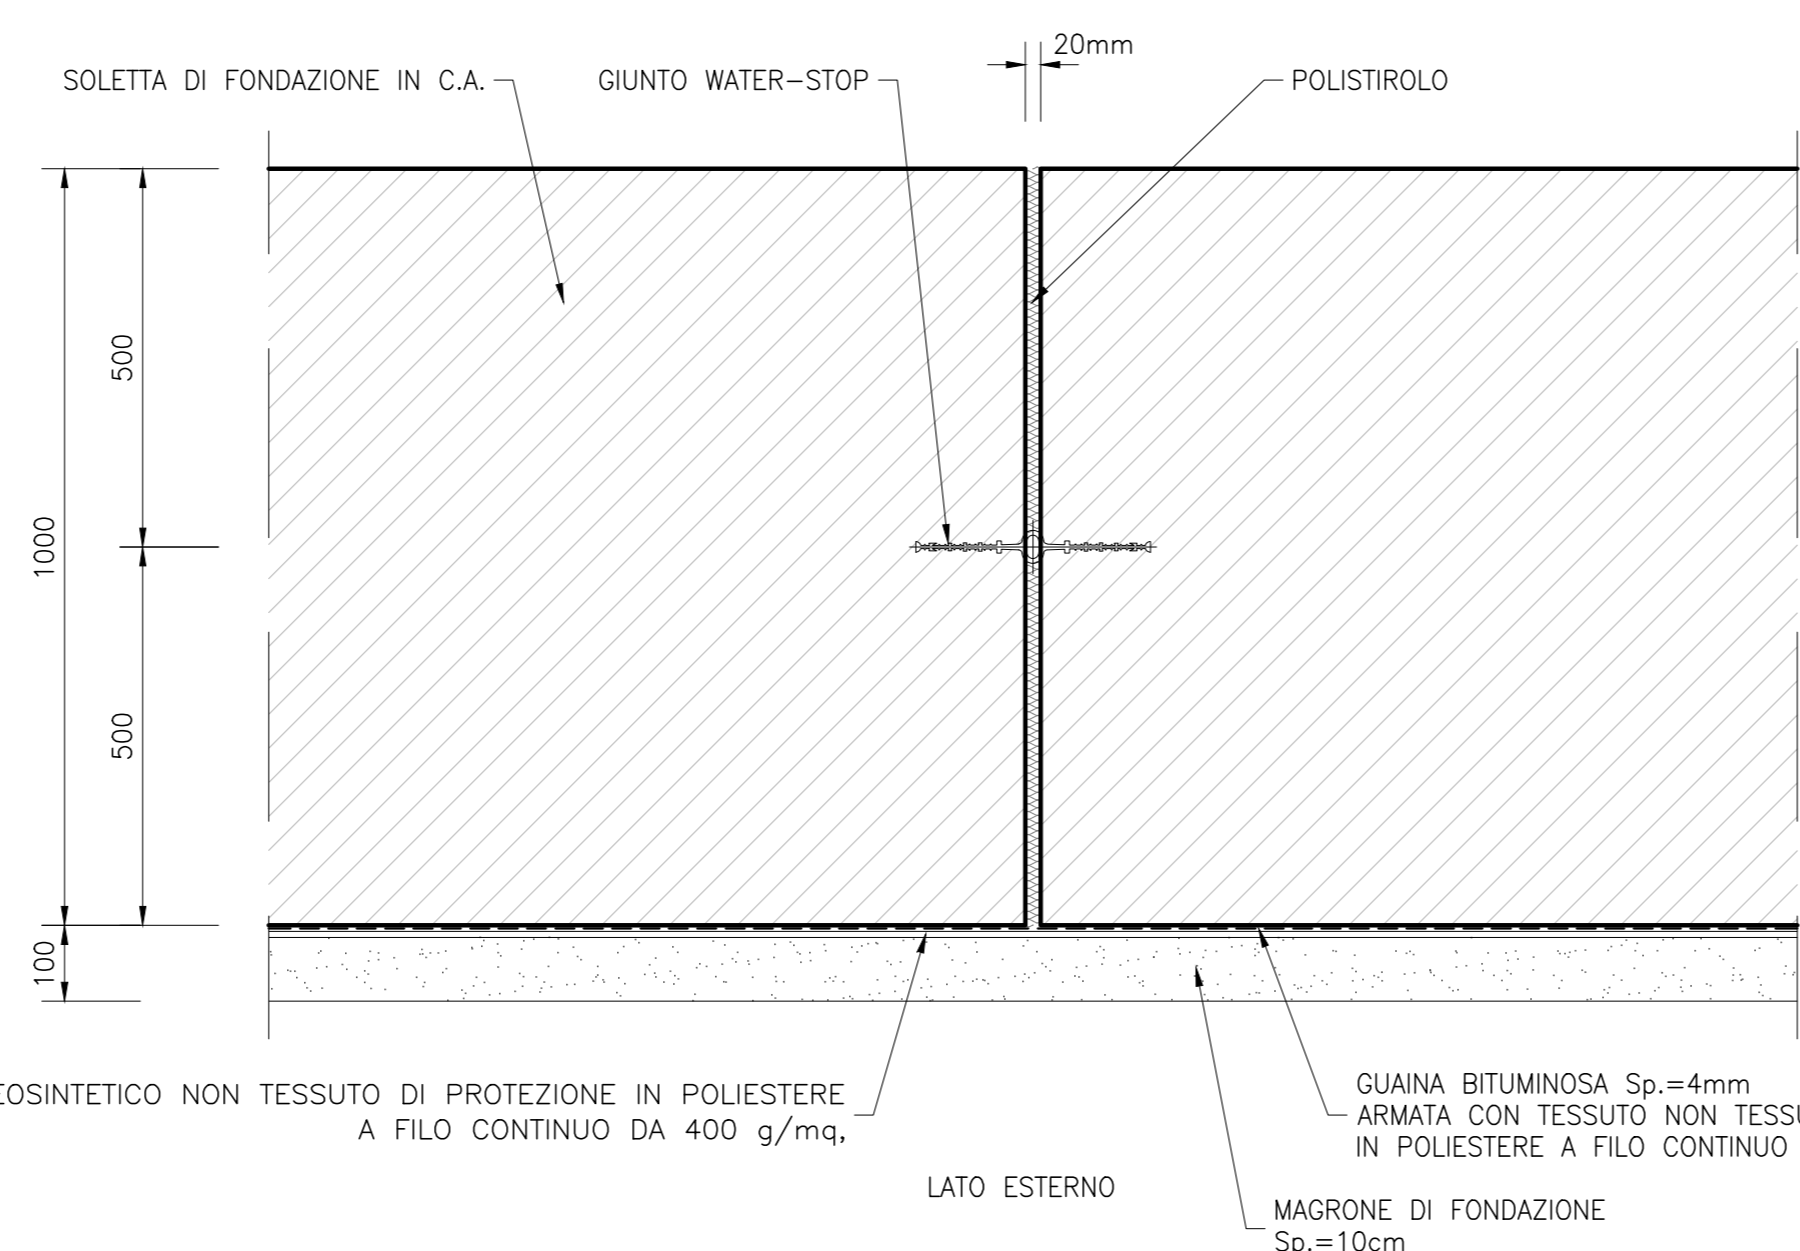 20mm
SOLETTA DI FONDAZIONE IN C.A.
GIUNTO WATER-STOP
POLISTIROLO
500
1000
500
100
NON TESSUTO DI PROTEZIONE IN POLIESTERE
A FILO CONTINUO DA 400 g/mq,
GUAINA BITUMINOSA Sp.=4mm
ARMATA CON TESSUTO NON
IN POLIESTERE A FILO CONTINUO
LATO ESTERNO
MAGRONE DI FONDAZIONE
Sp.=10cm